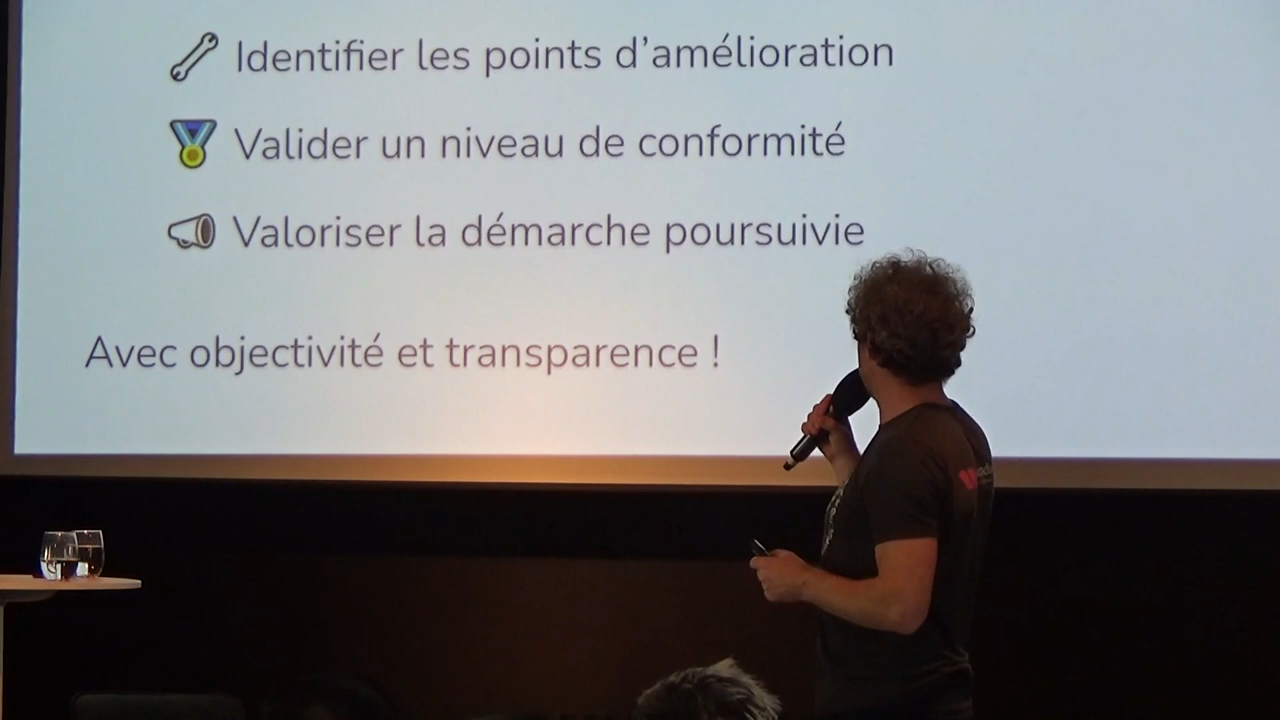 Identifier les points d’amélioration
Valider un niveau de conformité
Valoriser la démarche poursuivie
Avec objectivité et transparence !